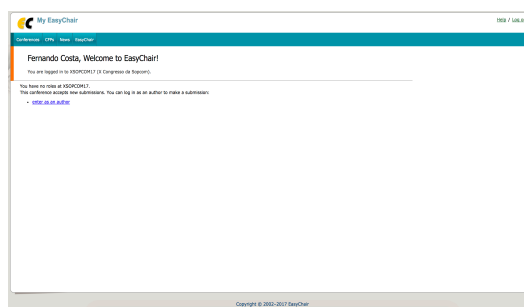 My EasyChair
Help / Log out
Conferences CFPs News EasyChair
Fernando Costa, Welcome to EasyChair!
You are logged in to XSOPCOM17 (X Congresso da Sopcom).
You have no roles at XSOPCOM17.
This conference accepts new submissions. You can log in as an author to make a submission:
enter as an author
Copyright © 2002–2017 EasyChair